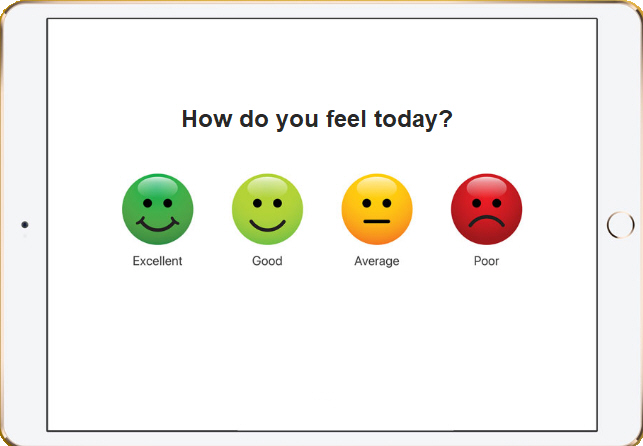 How do you feel today?
Excellent Good Average Poor